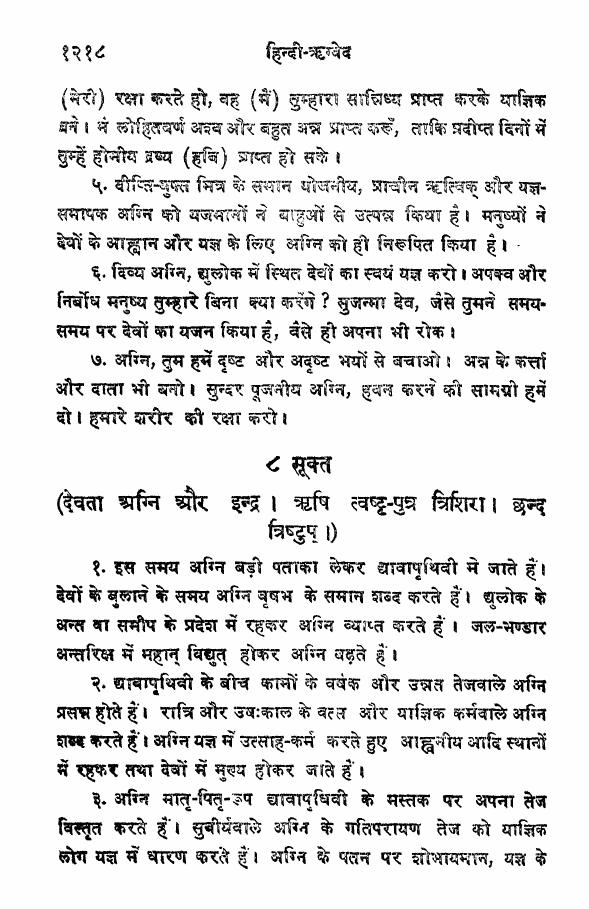 १२१८ हिन्दी-ऋग्वेद
(मेरी) रक्षा करते हो, वह (मैं) तुम्हारा सान्निध्य प्राप्त करके याज्ञिक
बने। मं लोहितवर्ण अश्व और बहुत अन्न प्राप्त करूँ, ताकि प्रदीप्त दिनों में
तुम्हें होमीय द्रव्य (हवि) प्राप्त हो सके।
५. दीप्ति-युक्त मित्र के समान योजनीय, प्राचीन ऋत्विक् और यज्ञ-
समापक अग्नि को यजमानों ने बाहुओं से उत्पन्न किया है। मनुष्यों ने
देवों के आह्वान और यज्ञ के लिए अग्नि को ही निरूपित किया है।
६. दिव्य अग्नि, द्युलोक में स्थित देवों का स्वयं यज्ञ करो। अपक्व और
निर्बोध मनुष्य तुम्हारे बिना क्या करेंगे? सुजन्मा देव, जैसे तुमने समय-
समय पर देवों का यजन किया है, वैसे ही अपना भी रोक।
७. अग्नि, तुम हमें दृष्ट और अदृष्ट भयों से बचाओ। अन्न के कर्त्ता
और दाता भी बनो। सुन्दर पूजनीय अग्नि, हवन करने की सामग्री हमें
दो। हमारे शरीर की रक्षा करो।
८ सूक्त
(देवता अग्नि और इन्द्र। ऋषि त्वष्टृ-पुत्र त्रिशिरा। छन्द
त्रिष्टुप्।)
१. इस समय अग्नि बड़ी पताका लेकर द्यावापृथिवी मे जाते हैं।
देवों के बुलाने के समय अग्नि वृषभ के समान शब्द करते हैं। द्युलोक के
अन्त वा समीप के प्रदेश में रहकर अग्नि व्याप्त करते हैं। जल-भण्डार
अन्तरिक्ष में महान् विद्युत् होकर अग्नि बढ़ते हैं।
२. द्यावापृथिवी के बीच कामों के वर्षक और उन्नत तेजवाले अग्नि
प्रसन्न होते हैं। रात्रि और उषःकाल के वत्स और याज्ञिक कर्मवाले अग्नि
शब्द करते हैं। अग्नि यज्ञ में उत्साह-कर्म करते हुए आह्वनीय आदि स्थानों
में रहकर तथा देवों में मुख्य होकर जाते हैं।
३. अग्नि मातृ-पितृ-रूप द्यावापृथिवी के मस्तक पर अपना तेज
विस्तृत करते हैं। सुवीर्यवाले अग्नि के गतिपरायण तेज को याज्ञिक
लोग यज्ञ में धारण करते हैं। अग्नि के पतन पर शोभायमान, यज्ञ के